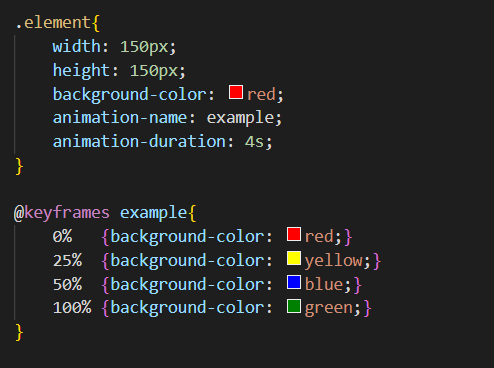 .element{
    width: 150px;
    height: 150px;
    background-color: red;
    animation-name: example;
    animation-duration: 4s;
}

@keyframes example{
    0%   {background-color: red;}
    25%  {background-color: yellow;}
    50%  {background-color: blue;}
    100% {background-color: green;}
}